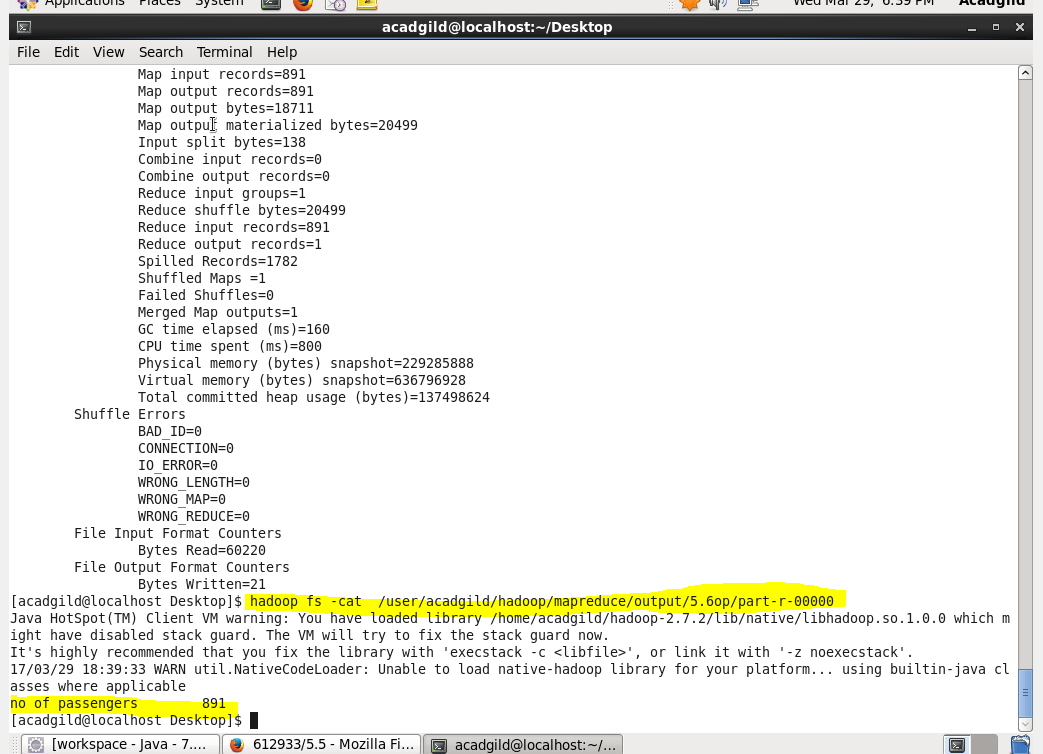 Applications Places System Wed Mar 29, 6:39 PM Acadgild
acadgild@localhost:~/Desktop
File Edit View Search Terminal Help
Map input records=891
Map output records=891
Map output bytes=18711
Map output materialized bytes=20499
Input split bytes=138
Combine input records=0
Combine output records=0
Reduce input groups=1
Reduce shuffle bytes=20499
Reduce input records=891
Reduce output records=1
Spilled Records=1782
Shuffled Maps =1
Failed Shuffles=0
Merged Map outputs=1
GC time elapsed (ms)=160
CPU time spent (ms)=800
Physical memory (bytes) snapshot=229285888
Virtual memory (bytes) snapshot=636796928
Total committed heap usage (bytes)=137498624
Shuffle Errors
BAD_ID=0
CONNECTION=0
IO_ERROR=0
WRONG_LENGTH=0
WRONG_MAP=0
WRONG_REDUCE=0
File Input Format Counters
Bytes Read=60220
File Output Format Counters
Bytes Written=21
[acadgild@localhost Desktop]$ hadoop fs -cat  /user/acadgild/hadoop/mapreduce/output/5.6op/part-r-00000
Java HotSpot(TM) Client VM warning: You have loaded library /home/acadgild/hadoop-2.7.2/lib/native/libhadoop.so.1.0.0 which m
ight have disabled stack guard. The VM will try to fix the stack guard now.
It's highly recommended that you fix the library with 'execstack -c <libfile>', or link it with '-z noexecstack'.
17/03/29 18:39:33 WARN util.NativeCodeLoader: Unable to load native-hadoop library for your platform... using builtin-java cl
asses where applicable
no of passengers        891
[acadgild@localhost Desktop]$
[workspace - Java - 7.... 612933/5.5 - Mozilla Fi... acadgild@localhost:~/...